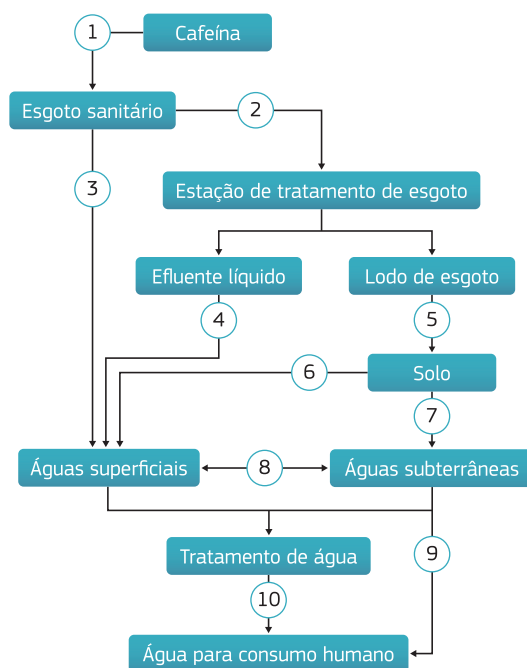 1
Cafeína
Esgoto sanitário
2
3
Estação de tratamento de esgoto
Efluente líquido
Lodo de esgoto
4
5
6
Solo
7
Águas superficiais
8
Águas subterrâneas
Tratamento de água
9
10
Água para consumo humano